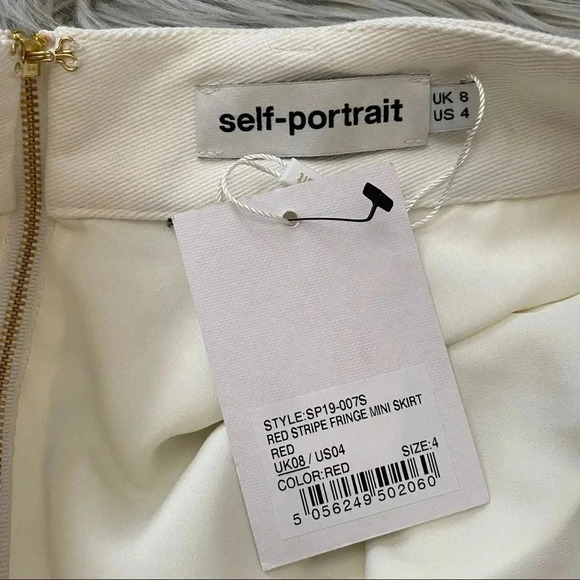 self-portrait
UK 8
US 4
STYLE:SP19-007S
RED STRIPE FRINGE MINI SKIRT
RED
UK08 / US04
COLOR:RED SIZE:4
5 056249 502060